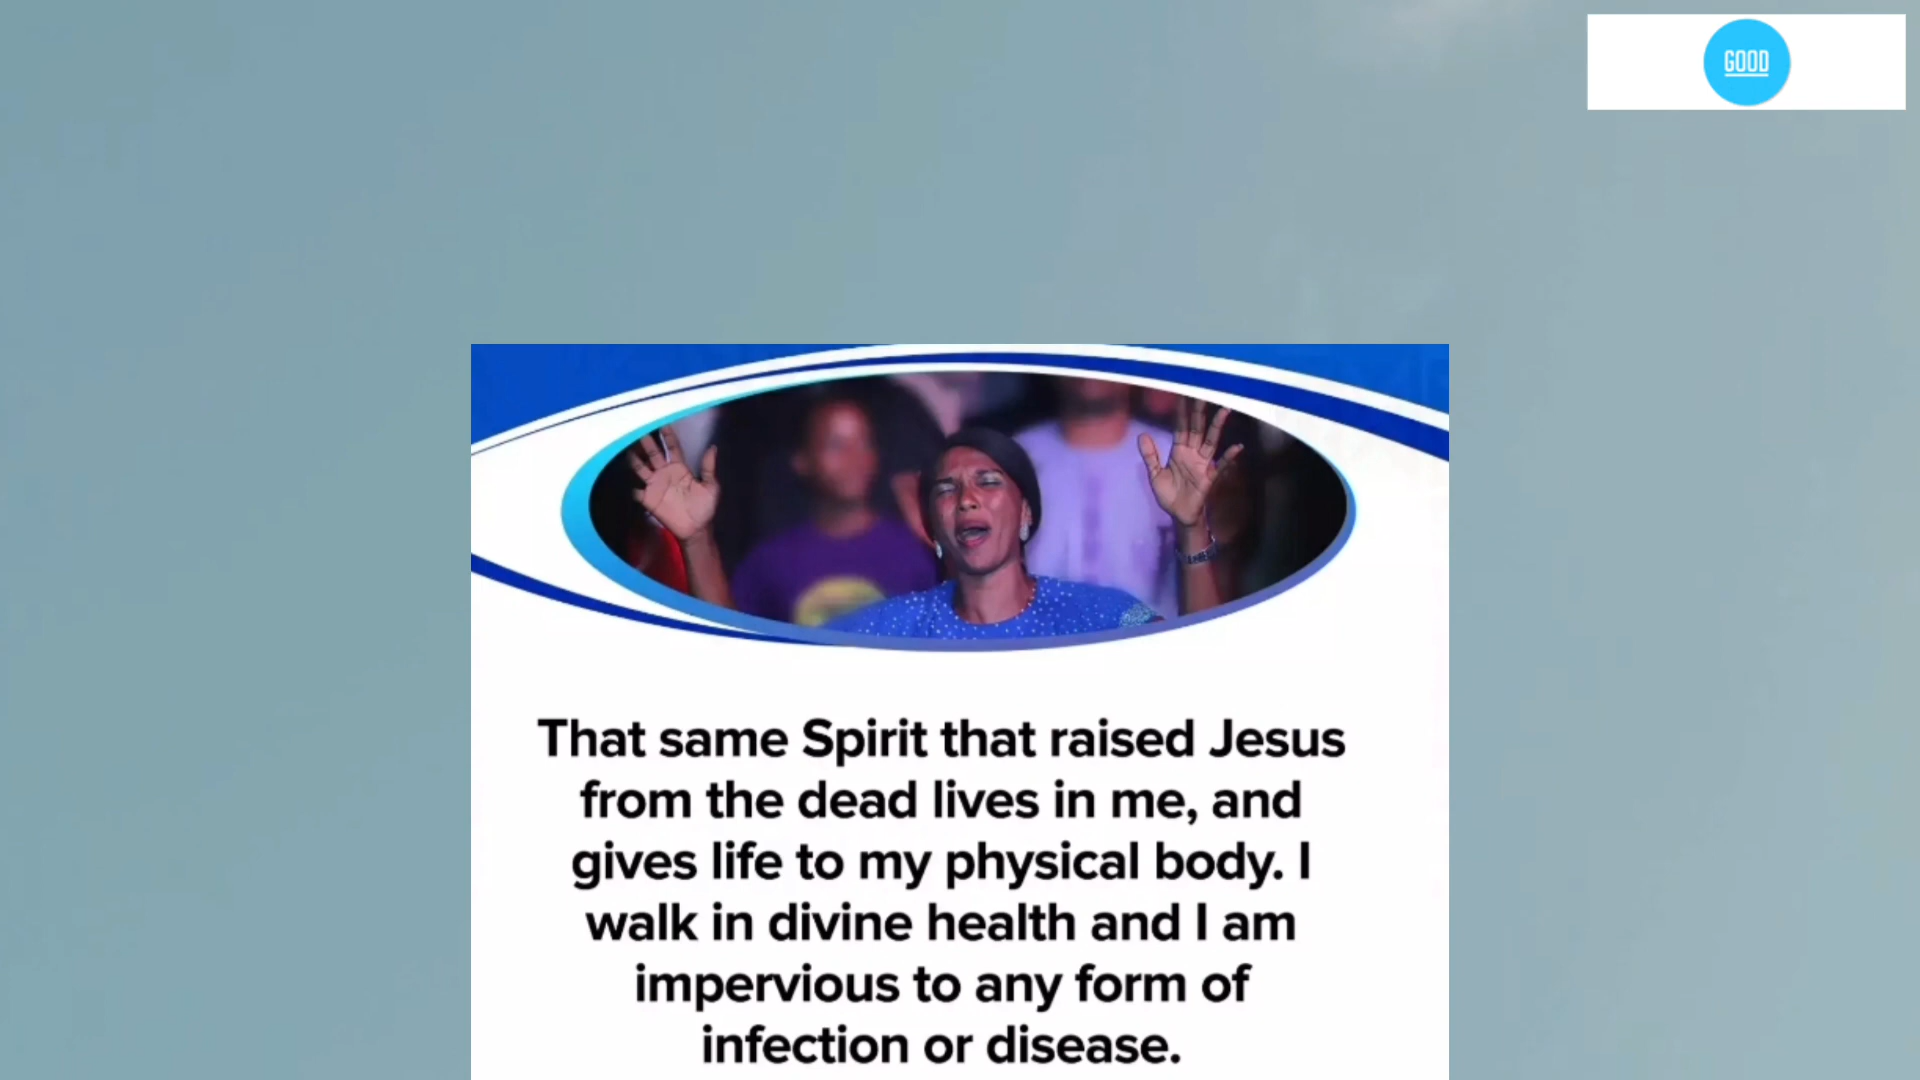 GOOD
That same Spirit that raised Jesus
from the dead lives in me, and
gives life to my physical body. I
walk in divine health and I am
impervious to any form of
infection or disease.